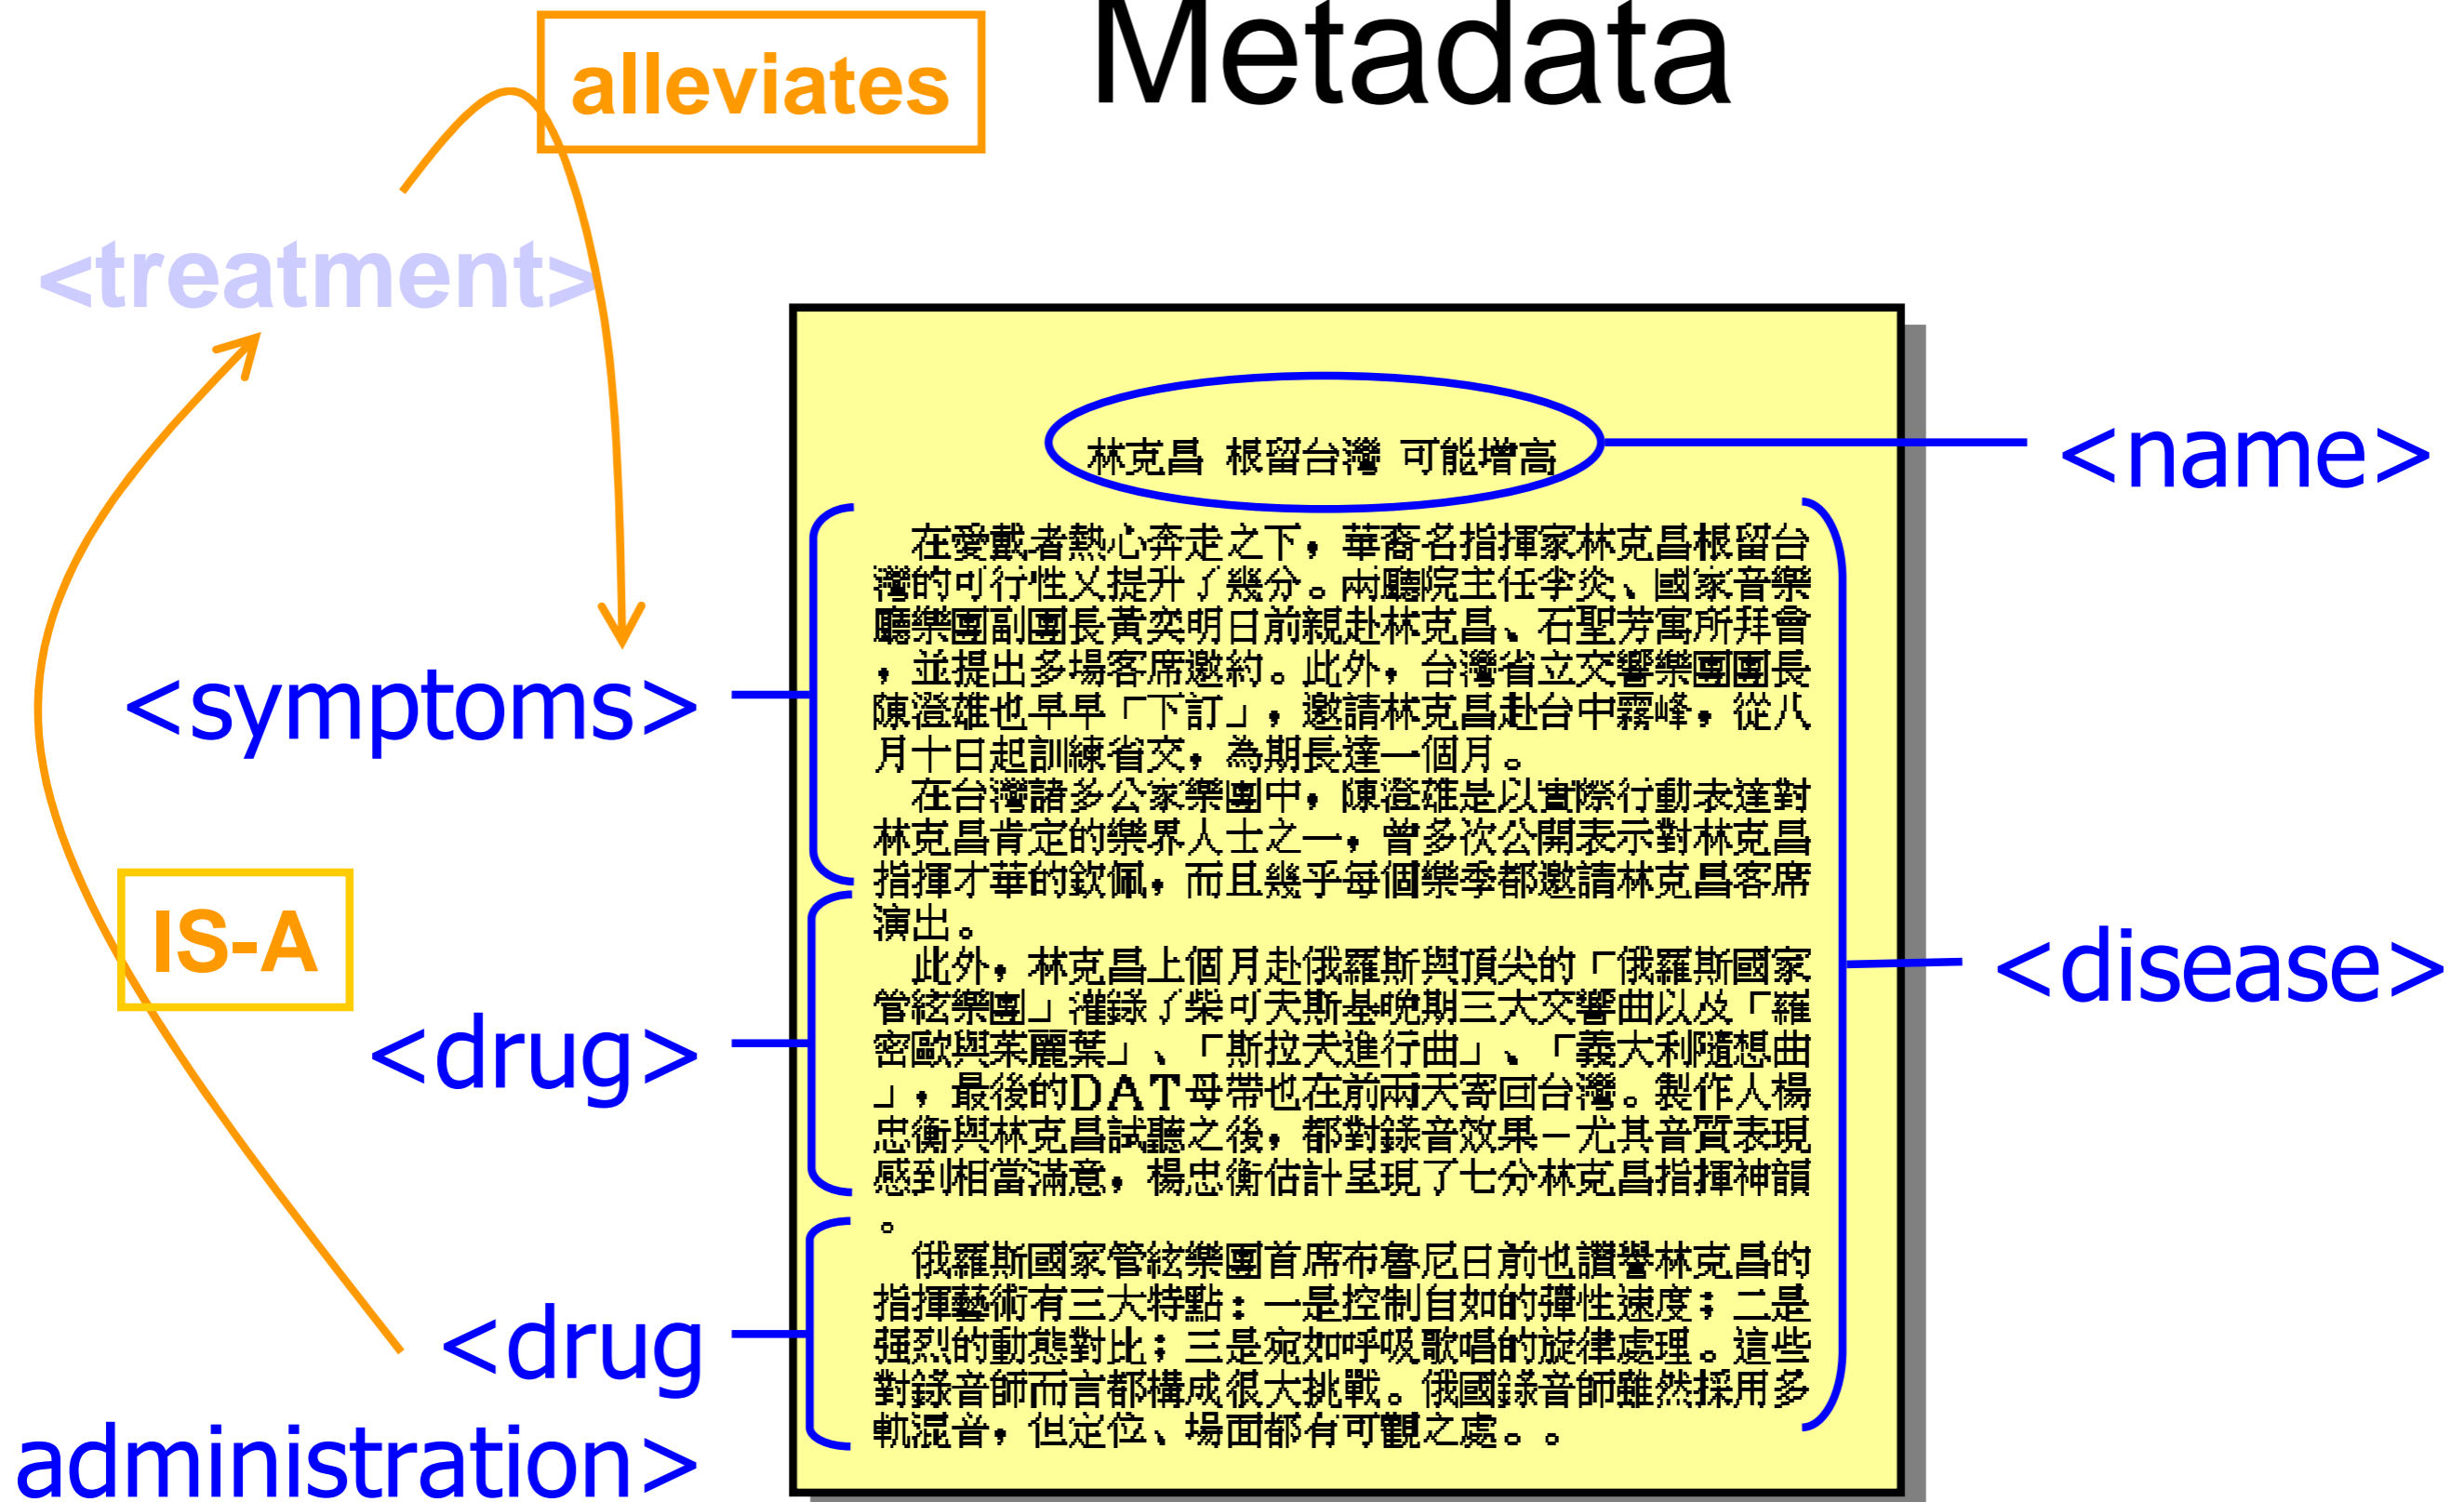 Metadata
alleviates
<treatment>
<name>
林克昌 根留台灣 可能增高
在愛戴者熱心奔走之下，華裔名指揮家林克昌根留台
灣的可行性又提升了幾分。兩廳院主任李炎、國家音樂
廳樂團副團長黃奕明日前親赴林克昌、石聖芳寓所拜會
，並提出多場客席邀約。此外，台灣省立交響樂團團長
陳澄雄也早早「下訂」，邀請林克昌赴台中霧峰，從八
月十日起訓練省交，為期長達一個月。
在台灣諸多公家樂團中，陳澄雄是以實際行動表達對
林克昌肯定的樂界人士之一，曾多次公開表示對林克昌
指揮才華的欽佩，而且幾乎每個樂季都邀請林克昌客席
演出。
此外，林克昌上個月赴俄羅斯與頂尖的「俄羅斯國家
管絃樂團」灌錄了柴可夫斯基晚期三大交響曲以及「羅
密歐與茱麗葉」、「斯拉夫進行曲」、「義大利隨想曲
」，最後的DAT母帶也在前兩天寄回台灣。製作人楊
忠衡與林克昌試聽之後，都對錄音效果－尤其音質表現
感到相當滿意，楊忠衡估計呈現了七分林克昌指揮神韻
。
俄羅斯國家管絃樂團首席布魯尼日前也讚譽林克昌的
指揮藝術有三大特點：一是控制自如的彈性速度；二是
強烈的動態對比；三是宛如呼吸歌唱的旋律處理。這些
對錄音師而言都構成很大挑戰。俄國錄音師雖然採用多
軌混音，但定位、場面都有可觀之處。。
<symptoms>
IS-A
<drug>
<disease>
<drug
administration>